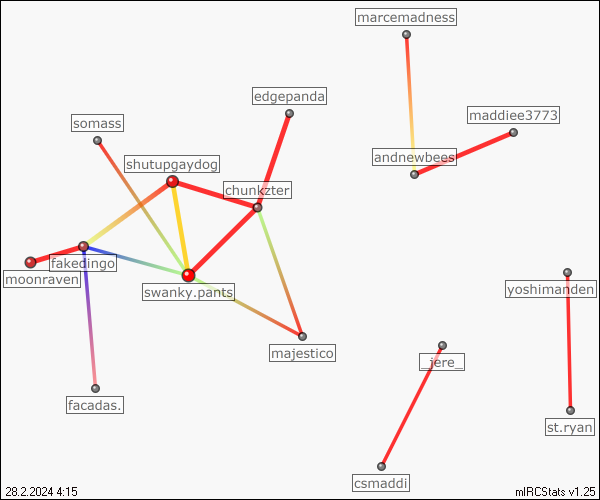 marcemadness
edgepanda
maddiee3773
somass
andnewbees
shutupgaydog
chunkzter
fakedingo
moonraven
swanky.pants
yoshimanden
majestico
_jere_
facadas.
st.ryan
csmaddi
28.2.2024 4:15
mIRCStats v1.25